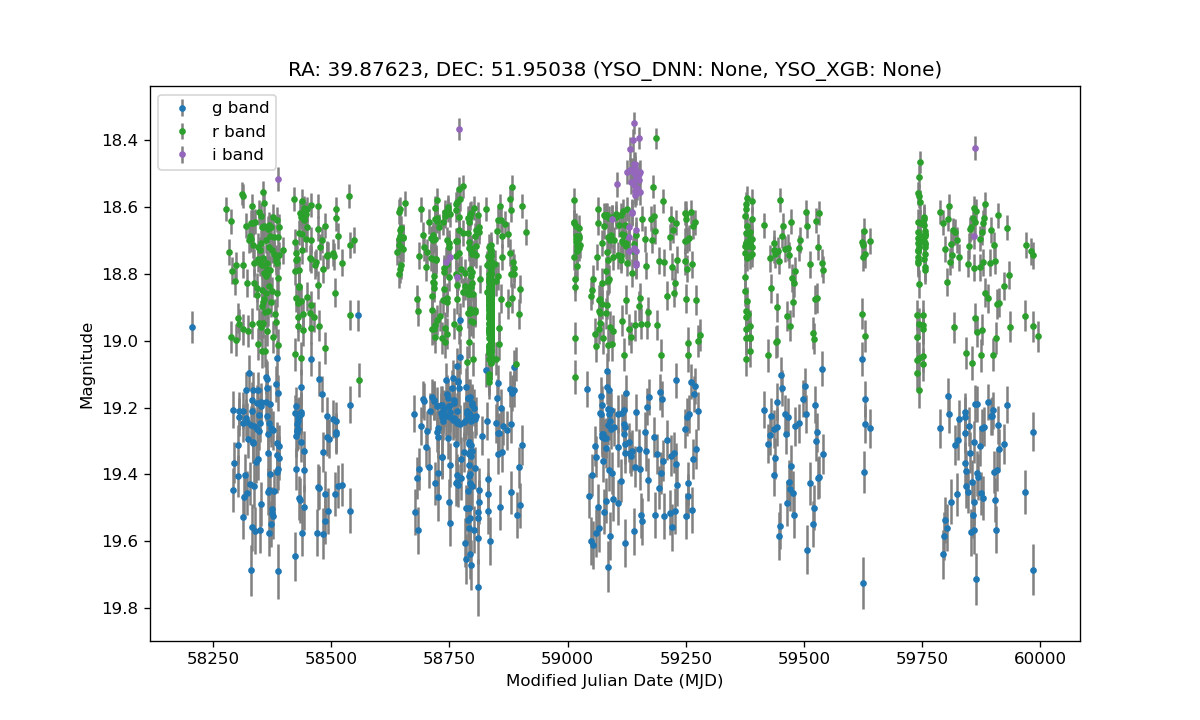 RA: 39.87623, DEC: 51.95038 (YSO_DNN: None, YSO_XGB: None)
g band
r band
i band
18.4
18.6
18.8
19.0
19.2
19.4
19.6
19.8
Magnitude
58250 58500 58750 59000 59250 59500 59750 60000
Modified Julian Date (MJD)